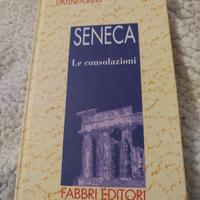 SENECA
Le consolazioni
FABBRI EDITORI